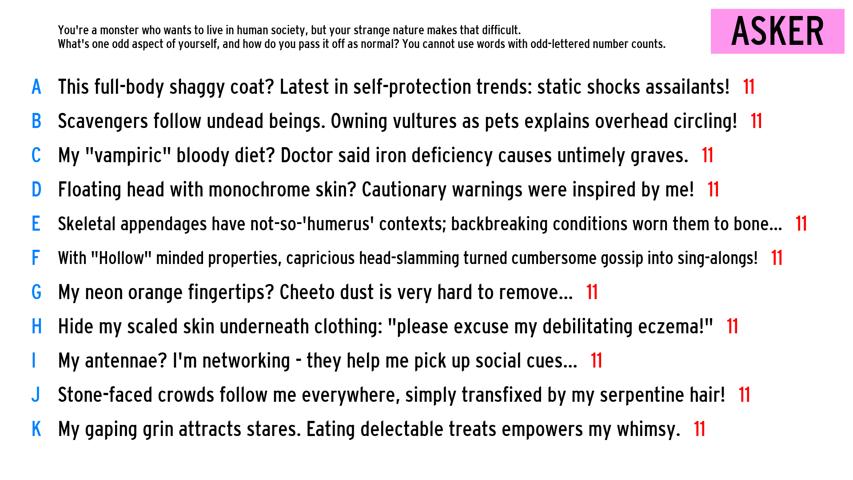 You're a monster who wants to live in human society, but your strange nature makes that difficult.
What's one odd aspect of yourself, and how do you pass it off as normal? You cannot use words with odd-lettered number counts.
ASKER
A This full-body shaggy coat? Latest in self-protection trends: static shocks assailants! 11
B Scavengers follow undead beings. Owning vultures as pets explains overhead circling! 11
C My "vampiric" bloody diet? Doctor said iron deficiency causes untimely graves. 11
D Floating head with monochrome skin? Cautionary warnings were inspired by me! 11
E Skeletal appendages have not-so-'humerus' contexts; backbreaking conditions worn them to bone... 11
F With "Hollow" minded properties, capricious head-slamming turned cumbersome gossip into sing-alongs! 11
G My neon orange fingertips? Cheeto dust is very hard to remove... 11
H Hide my scaled skin underneath clothing: "please excuse my debilitating eczema!" 11
I My antennae? I'm networking - they help me pick up social cues... 11
J Stone-faced crowds follow me everywhere, simply transfixed by my serpentine hair! 11
K My gaping grin attracts stares. Eating delectable treats empowers my whimsy. 11